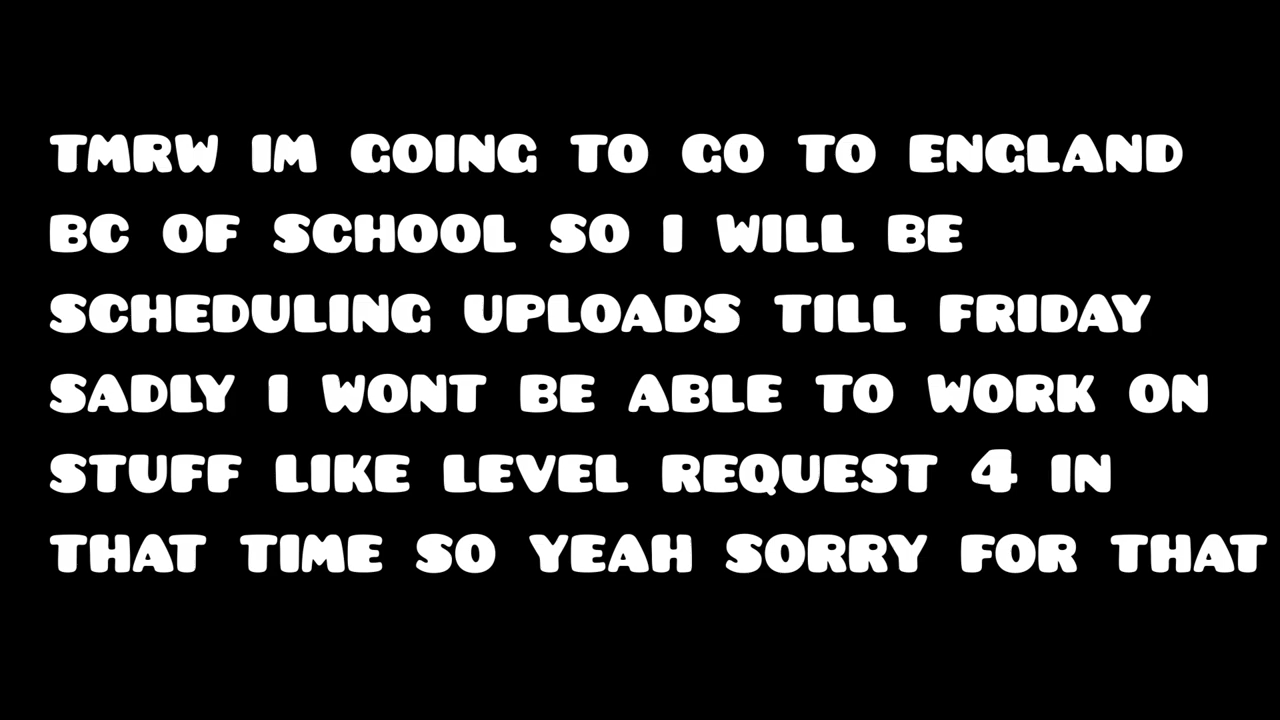 TMRW IM GOING TO GO TO ENGLAND
BC OF SCHOOL SO I WILL BE
SCHEDULING UPLOADS TILL FRIDAY
SADLY I WONT BE ABLE TO WORK ON
STUFF LIKE LEVEL REQUEST 4 IN
THAT TIME SO YEAH SORRY FOR THAT